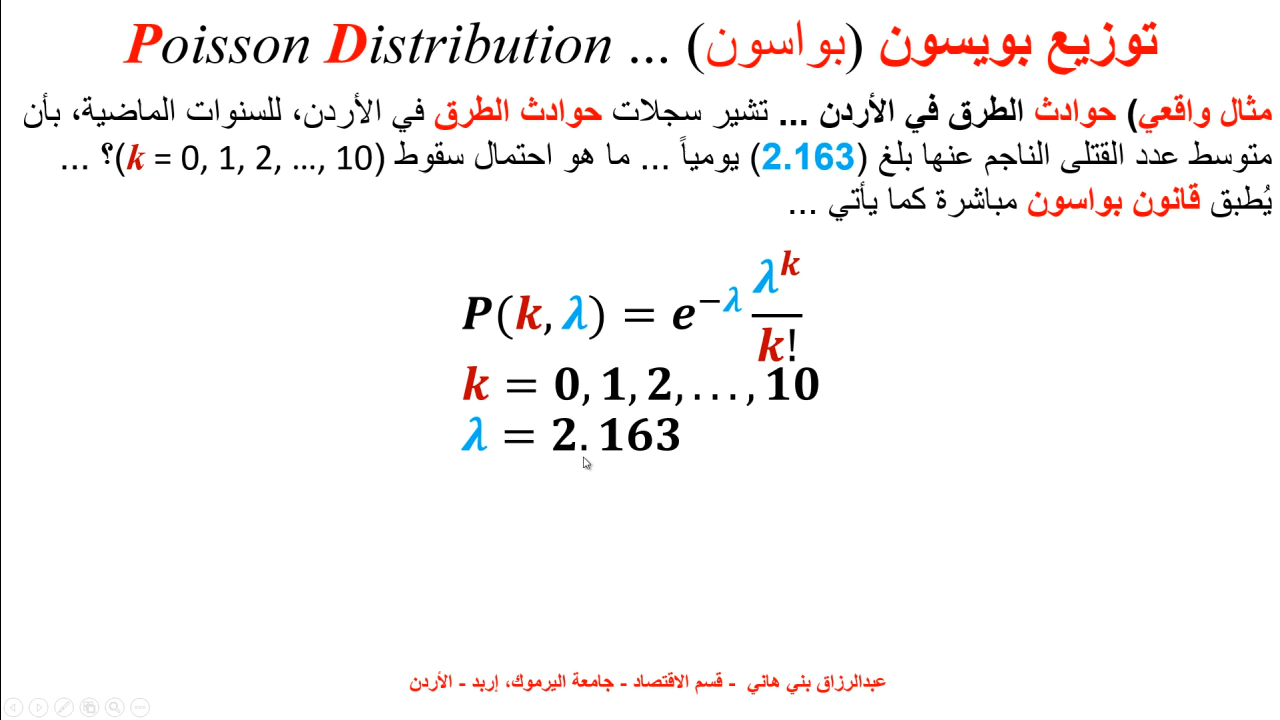 توزيع بويسون (بواسون) ... Poisson Distribution
مثال واقعي) حوادث الطرق في الأردن ... تشير سجلات حوادث الطرق في الأردن، للسنوات الماضية، بأن
متوسط عدد القتلى الناجم عنها بلغ (2.163) يومياً ... ما هو احتمال سقوط (k = 0, 1, 2, ..., 10)؟ ...
يُطبق قانون بواسون مباشرة كما يأتي ...
P(k, λ) = e^{−λ} λ^k / k!
k = 0, 1, 2, . . . , 10
λ = 2.163
عبدالرزاق بني هاني - قسم الاقتصاد - جامعة اليرموك، إربد - الأردن